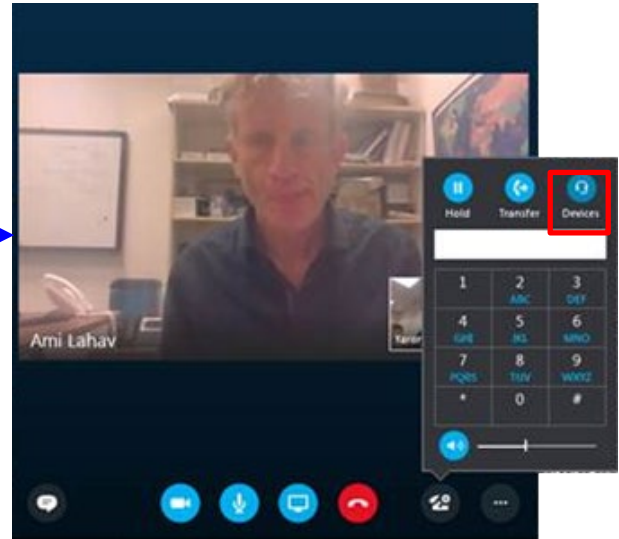 Hold Transfer Devices
1 2 3
ABC DEF
4 5 6
GHI JKL MNO
7 8 9
PQRS TUV WXYZ
* 0 #
Ami Lahav
Yaron